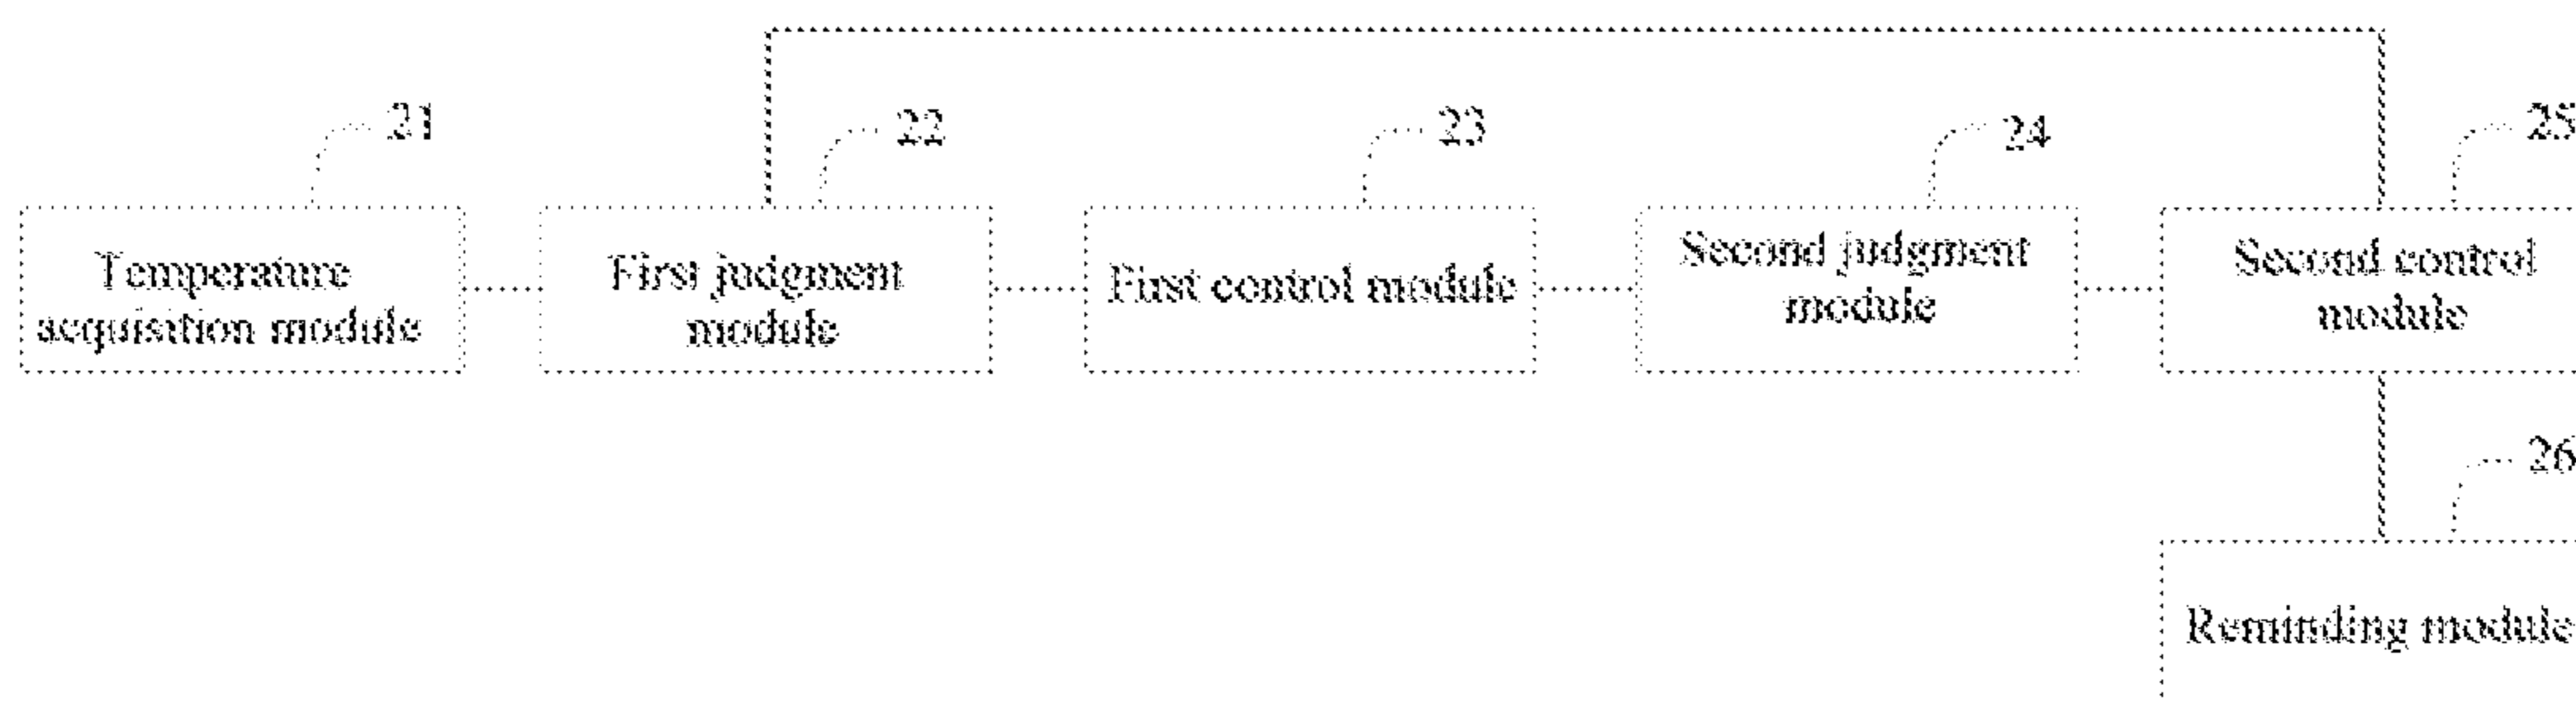 21
22
23
24
25
Temperature
acquisition module
First judgment
module
First control module
Second judgment
module
Second control
module
26
Reminding module